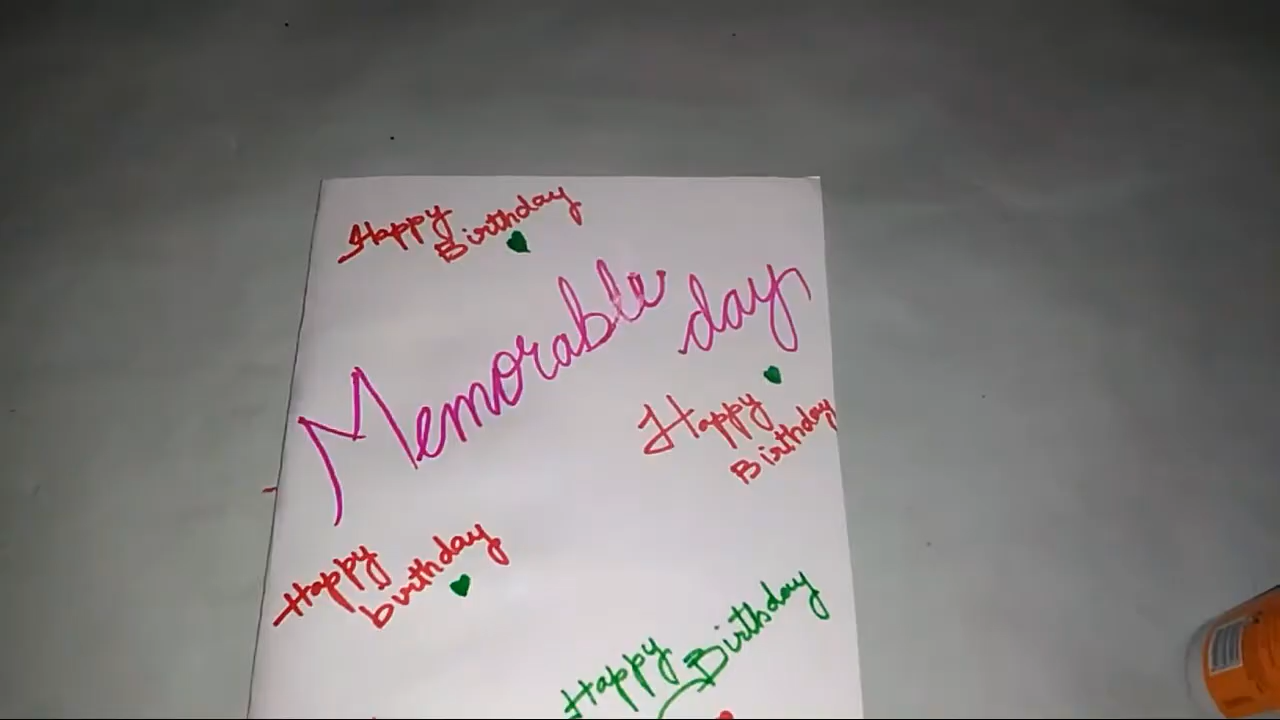 Happy
Birthday
Memorable day
Happy
Birthday
Happy
birthday
Happy Birthday